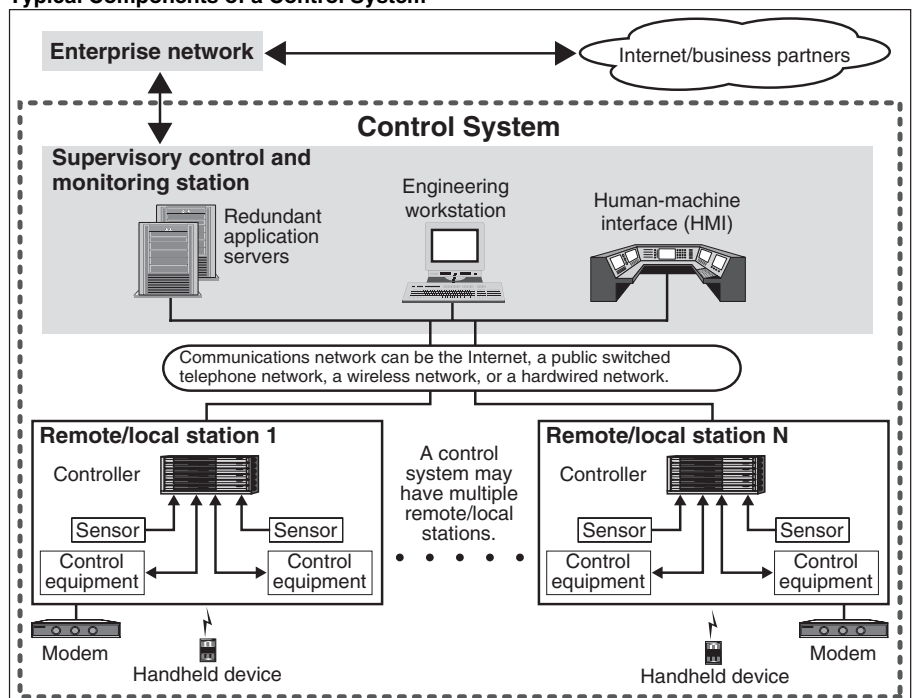 Typical Components of a Control System
Enterprise network
Internet/business partners
Control System
Supervisory control and
monitoring station
Redundant
application
servers
Engineering
workstation
Human-machine
interface (HMI)
Communications network can be the Internet, a public switched
telephone network, a wireless network, or a hardwired network.
Remote/local station 1
Controller
Sensor
Sensor
Control
equipment
Control
equipment
Modem
Handheld device
A control
system may
have multiple
remote/local
stations.
Remote/local station N
Controller
Sensor
Sensor
Control
equipment
Control
equipment
Handheld device
Modem